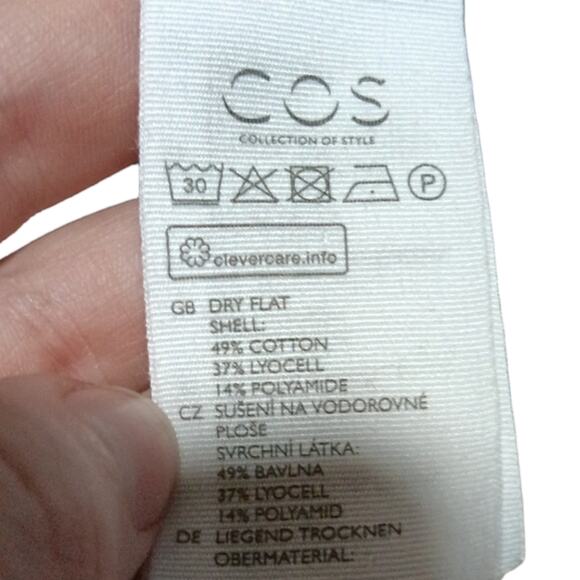 COS
COLLECTION OF STYLE
30 P
clevercare.info
GB DRY FLAT
SHELL:
49% COTTON
37% LYOCELL
14% POLYAMIDE
CZ SUŠENÍ NA VODOROVNÉ
PLOŠE
SVRCHNÍ LÁTKA:
49% BAVLNA
37% LYOCELL
14% POLYAMID
DE LIEGEND TROCKNEN
OBERMATERIAL: